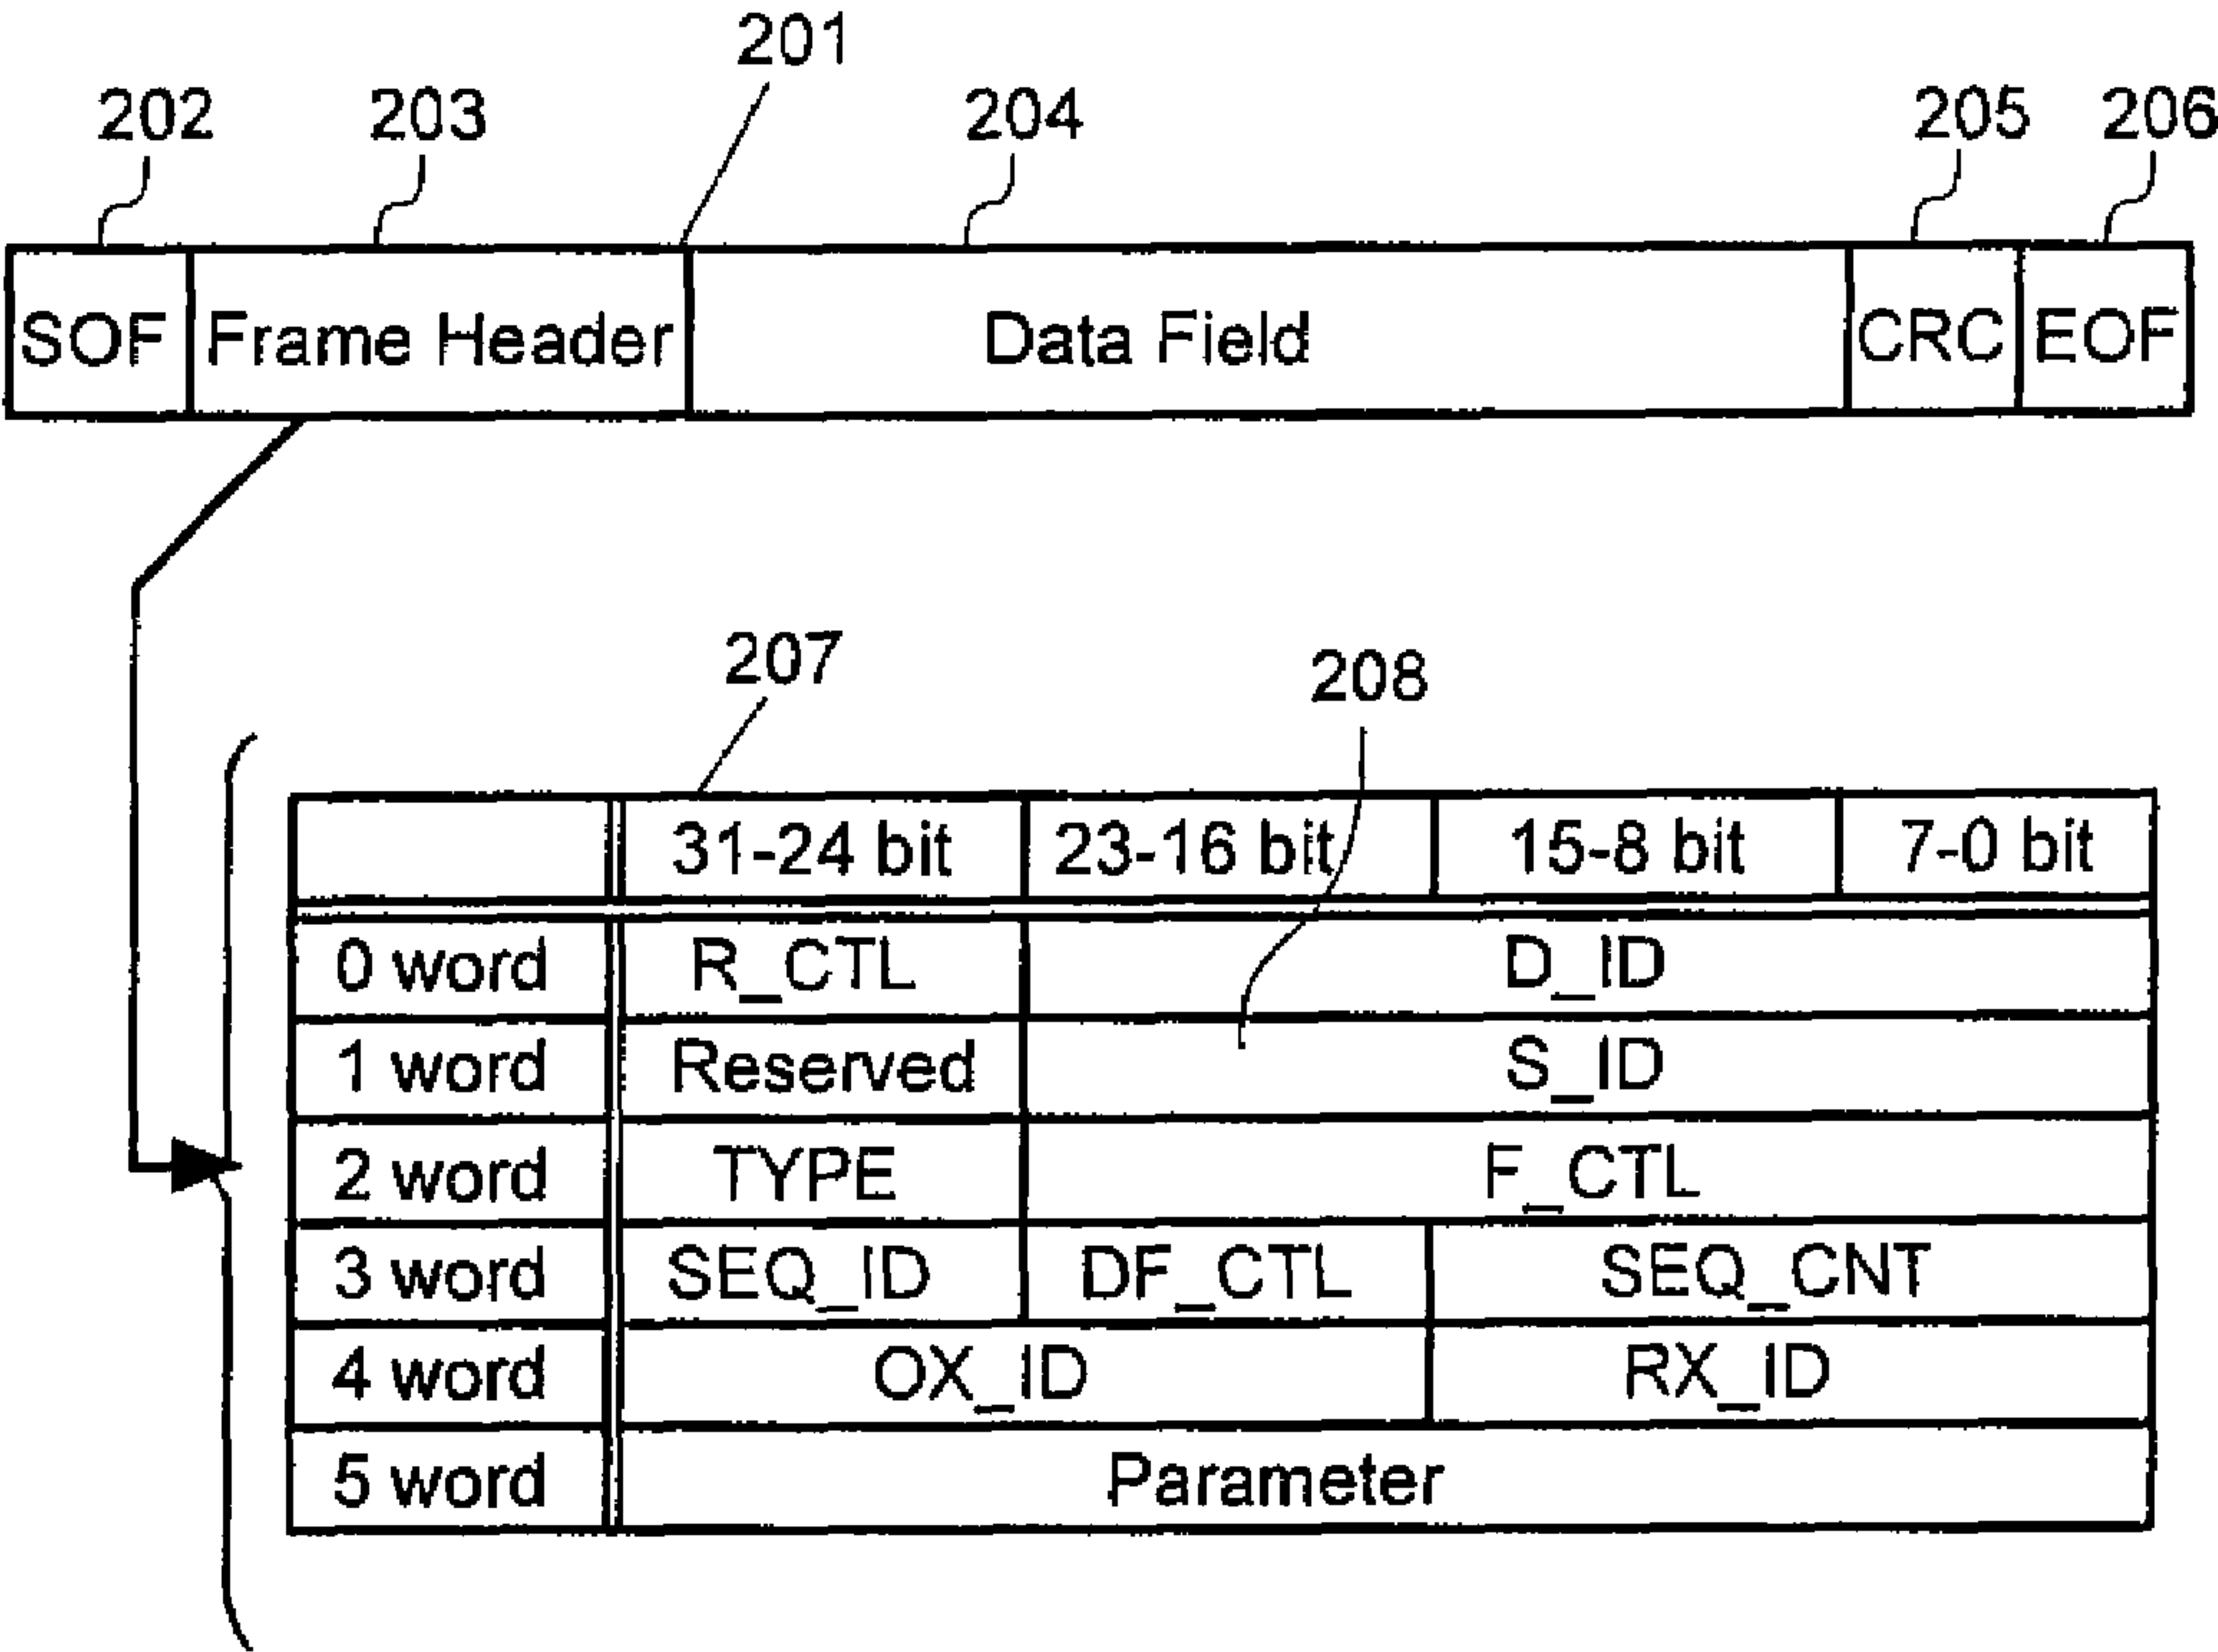 201
202 203 204 205 206
SOF Frame Header Data Field CRC EOF
207 208
31-24 bit 23-16 bit 15-8 bit 7-0 bit
0 word R_CTL D_ID
1 word Reserved S_ID
2 word TYPE F_CTL
3 word SEQ_ID DF_CTL SEQ_CNT
4 word OX_ID RX_ID
5 word Parameter